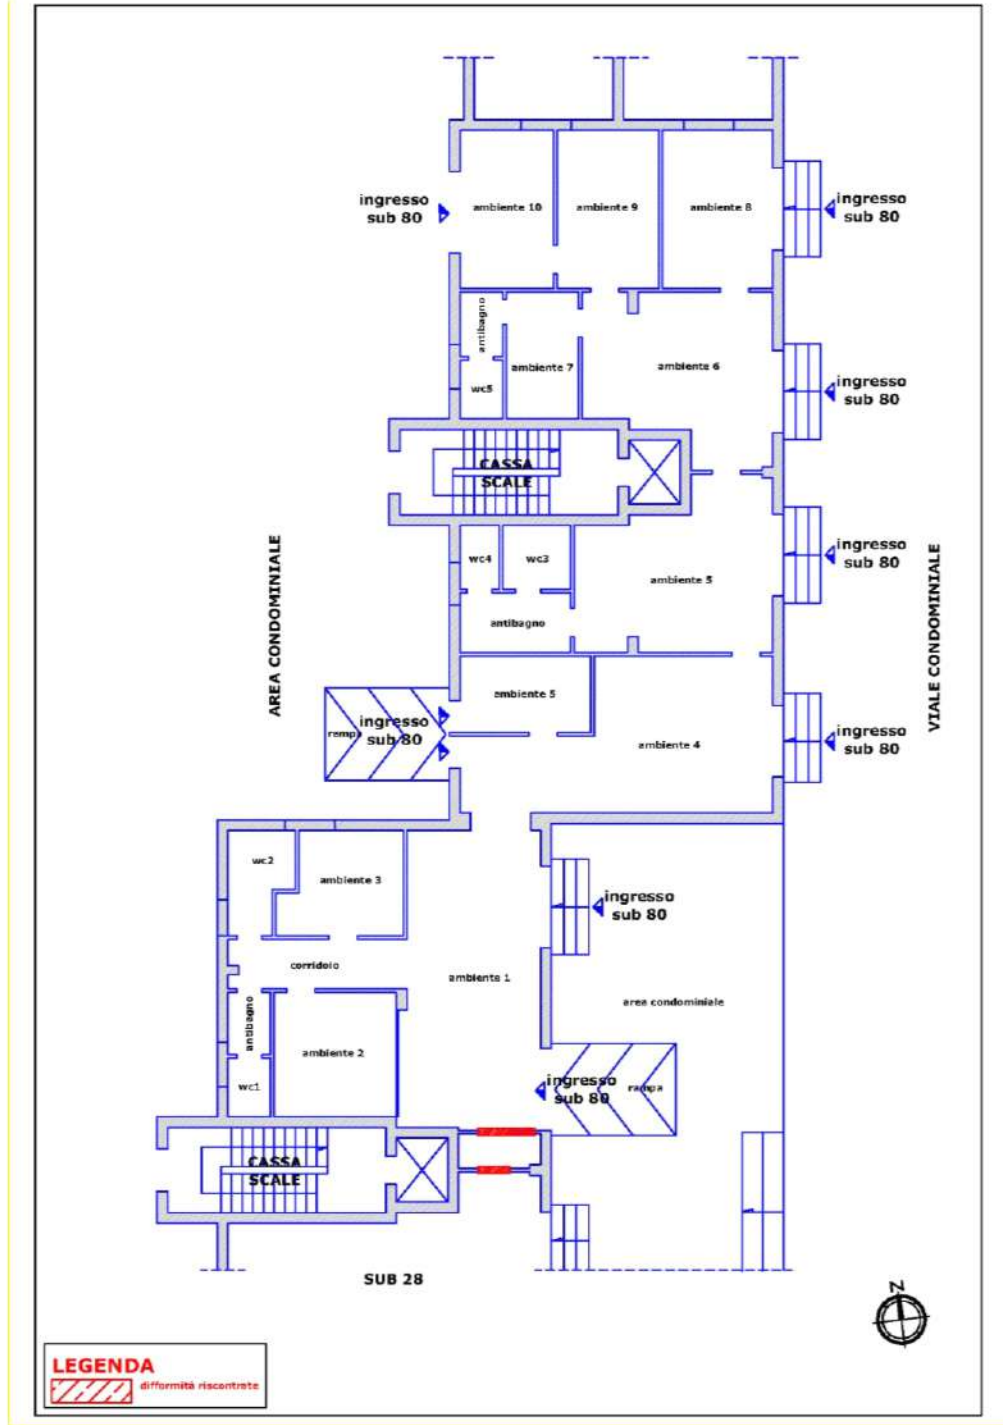 ingresso
sub 80
ambiente 10
ambiente 9
ambiente 8
ingresso
sub 80
antibagno
ambiente 7
ambiente 6
wc5
ingresso
sub 80
CASSA
SCALE
ingresso
sub 80
wc4
wc3
ambiente 5
antibagno
AREA CONDOMINIALE
VIALE CONDOMINIALE
ambiente 5
rampa
ingresso
sub 80
ambiente 4
ingresso
sub 80
wc2
ambiente 3
ingresso
sub 80
corridoio
ambiente 1
area condominiale
antibagno
ambiente 2
wc1
ingresso
sub 80
rampa
CASSA
SCALE
SUB 28
N
LEGENDA
difformità riscontrate